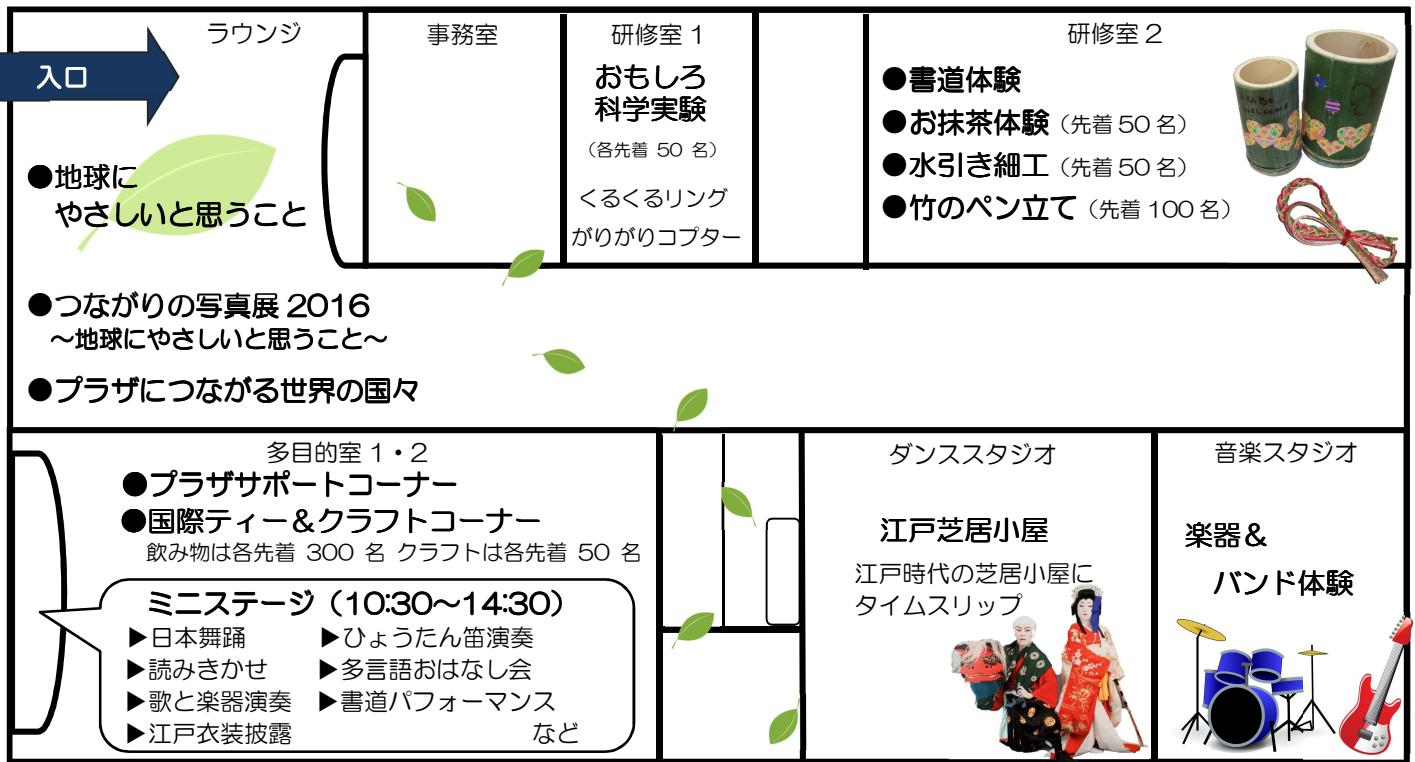 ラウンジ
入口
●地球に
やさしいと思うこと
事務室
研修室1
おもしろ
科学実験
（各先着 50 名）
くるくるリング
がりがりコプター
研修室2
●書道体験
●お抹茶体験（先着50名）
●水引き細工（先着50名）
●竹のペン立て（先着100名）
●つながりの写真展2016
～地球にやさしいと思うこと～
●プラザにつながる世界の国々
多目的室1・2
●プラザサポートコーナー
●国際ティー＆クラフトコーナー
飲み物は各先着 300 名 クラフトは各先着 50 名
ミニステージ（10:30～14:30）
▶日本舞踊 ▶ひょうたん笛演奏
▶読みきかせ ▶多言語おはなし会
▶歌と楽器演奏 ▶書道パフォーマンス
▶江戸衣装披露 など
ダンススタジオ
江戸芝居小屋
江戸時代の芝居小屋に
タイムスリップ
音楽スタジオ
楽器＆
バンド体験